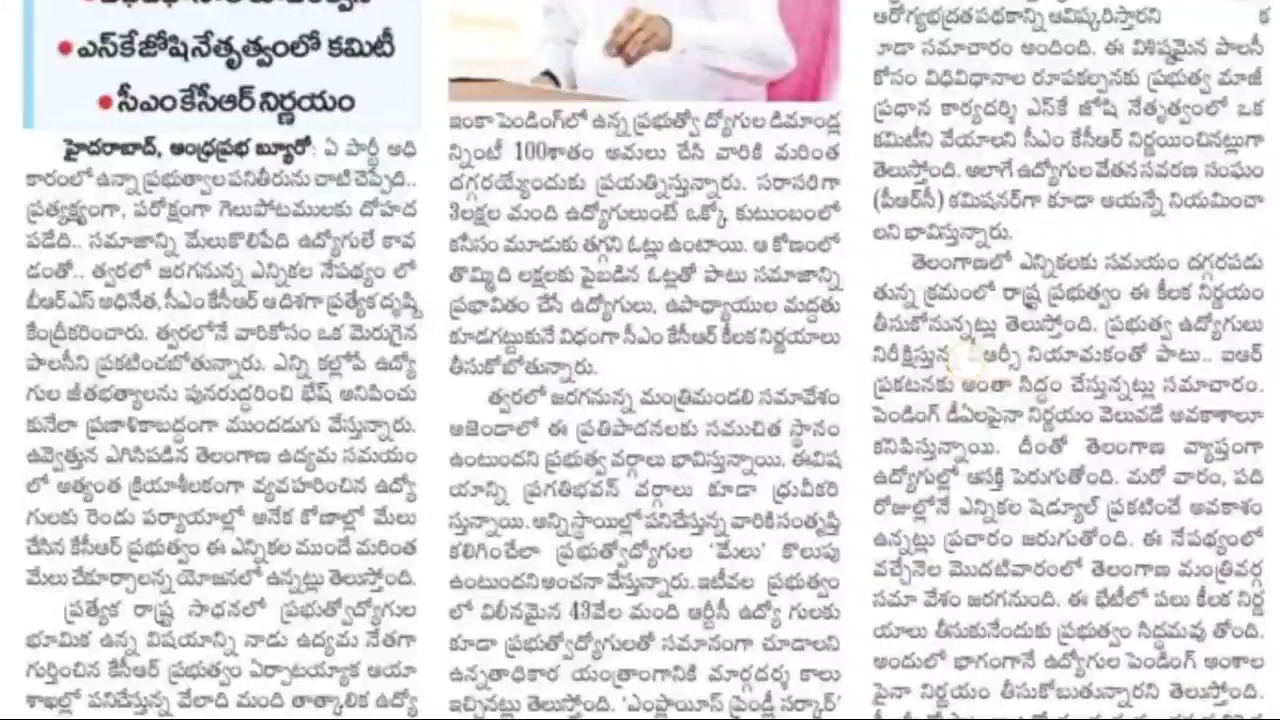 ఎస్‌కేజోషి నేతృత్వంలో కమిటీ
సీఎం కేసీఆర్ నిర్ణయం
హైదరాబాద్, ఆంధ్రప్రభ బ్యూరో: ఏ పార్టీ అధి
కారంలో ఉన్నా ప్రభుత్వాల పనితీరును చాటి చెప్పేది..
ప్రత్యక్షంగా, పరోక్షంగా గెలుపోటములకు దోహద
పడేది.. సమాజాన్ని మేలుకొలిపేది ఉద్యోగులే కావ
డంతో.. త్వరలో జరగనున్న ఎన్నికల నేపథ్యం లో
బీఆర్ఎస్ అధినేత, సీఎం కేసీఆర్ ఆ దిశగా ప్రత్యేక దృష్టి
కేంద్రీకరించారు. త్వరలోనే వారికోసం ఒక మెరుగైన
పాలసీని ప్రకటించబోతున్నారు. ఎన్ని కల్లోపే ఉద్యో
గుల జీతభత్యాలను పునరుద్ధరించి భేష్ అనిపించు
కునేలా ప్రణాళికాబద్ధంగా ముందడుగు వేస్తున్నారు.
ఉవ్వెత్తున ఎగిసిపడిన తెలంగాణ ఉద్యమ సమయం
లో అత్యంత క్రియాశీలకంగా వ్యవహరించిన ఉద్యో
గులకు రెండు పర్యాయాల్లో అనేక కోణాల్లో మేలు
చేసిన కేసీఆర్ ప్రభుత్వం ఈ ఎన్నికల ముందే మరింత
మేలు చేకూర్చాలన్న యోజనలో ఉన్నట్లు తెలుస్తోంది.
ప్రత్యేక రాష్ట్ర సాధనలో ప్రభుత్వోద్యోగుల
భూమిక ఉన్న విషయాన్ని నాడు ఉద్యమ నేతగా
గుర్తించిన కేసీఆర్ ప్రభుత్వం ఏర్పాటయ్యాక ఆయా
శాఖల్లో పనిచేస్తున్న వేలాది మంది తాత్కాలిక ఉద్యో
ఇంకా పెండింగ్‌లో ఉన్న ప్రభుత్వో ద్యోగుల డిమాండ్ల
న్నింటీ 100శాతం అమలు చేసి వారికి మరింత
దగ్గరయ్యేందుకు ప్రయత్నిస్తున్నారు. సరాసరిగా
3లక్షల మంది ఉద్యోగులుంటే ఒక్కో కుటుంబంలో
కనీసం మూడుకు తగ్గని ఓట్లు ఉంటాయి. ఆ కోణంలో
తొమ్మిది లక్షలకు పైబడిన ఓట్లతో పాటు సమాజాన్ని
ప్రభావితం చేసే ఉద్యోగులు, ఉపాధ్యాయుల మద్దతు
కూడగట్టుకునే విధంగా సీఎం కేసీఆర్ కీలక నిర్ణయాలు
తీసుకోబోతున్నారు.
త్వరలో జరగనున్న మంత్రిమండలి సమావేశం
అజెండాలో ఈ ప్రతిపాదనలకు సముచిత స్థానం
ఉంటుందని ప్రభుత్వ వర్గాలు భావిస్తున్నాయి. ఈవిష
యాన్ని ప్రగతిభవన్ వర్గాలు కూడా ధ్రువీకరి
స్తున్నాయి. అన్ని స్థాయిల్లో పనిచేస్తున్న వారికి సంతృప్తి
కలిగించేలా ప్రభుత్వోద్యోగుల 'మేలు' కొలుపు
ఉంటుందని అంచనా వేస్తున్నారు. ఇటీవల ప్రభుత్వం
లో విలీనమైన 43వేల మంది ఆర్టీసీ ఉద్యో గులకు
కూడా ప్రభుత్వోద్యోగులతో సమానంగా చూడాలని
ఉన్నతాధికార యంత్రాంగానికి మార్గదర్శ కాలు
ఇచ్చినట్లు తెలుస్తోంది. 'ఎంప్లాయీస్ ఫ్రెండ్లీ సర్కార్'
ఆరోగ్యభద్రత పథకాన్ని ఆవిష్కరిస్తారని క
ూడా సమాచారం అందింది. ఈ విశిష్టమైన పాలసీ
కోసం విధివిధానాల రూపకల్పనకు ప్రభుత్వ మాజీ
ప్రధాన కార్యదర్శి ఎస్‌కే జోషి నేతృత్వంలో ఒక
కమిటీని వేయాలని సీఎం కేసీఆర్ నిర్ణయించినట్లుగా
తెలుస్తోంది. అలాగే ఉద్యోగుల వేతన సవరణ సంఘం
(పీఆర్‌సీ) కమిషనర్‌గా కూడా ఆయన్నే నియమించా
లని భావిస్తున్నారు.
తెలంగాణలో ఎన్నికలకు సమయం దగ్గరపడు
తున్న క్రమంలో రాష్ట్ర ప్రభుత్వం ఈ కీలక నిర్ణయం
తీసుకోనున్నట్లు తెలుస్తోంది. ప్రభుత్వ ఉద్యోగులు
నిరీక్షిస్తున్న పీఆర్సీ నియామకంతో పాటు.. ఐఆర్
ప్రకటనకు అంతా సిద్ధం చేస్తున్నట్లు సమాచారం.
పెండింగ్ డీఏలపైనా నిర్ణయం వెలువడే అవకాశాలూ
కనిపిస్తున్నాయి. దీంతో తెలంగాణ వ్యాప్తంగా
ఉద్యోగుల్లో ఆసక్తి పెరుగుతోంది. మరో వారం, పది
రోజుల్లోనే ఎన్నికల షెడ్యూల్ ప్రకటించే అవకాశం
ఉన్నట్లు ప్రచారం జరుగుతోంది. ఈ నేపథ్యంలో
వచ్చేనెల మొదటివారంలో తెలంగాణ మంత్రివర్గ
సమా వేశం జరగనుంది. ఈ భేటీలో పలు కీలక నిర్ణ
యాలు తీసుకునేందుకు ప్రభుత్వం సిద్ధమవు తోంది.
అందులో భాగంగానే ఉద్యోగుల పెండింగ్ అంశాల
పైనా నిర్ణయం తీసుకోబుతున్నారని తెలుస్తోంది.